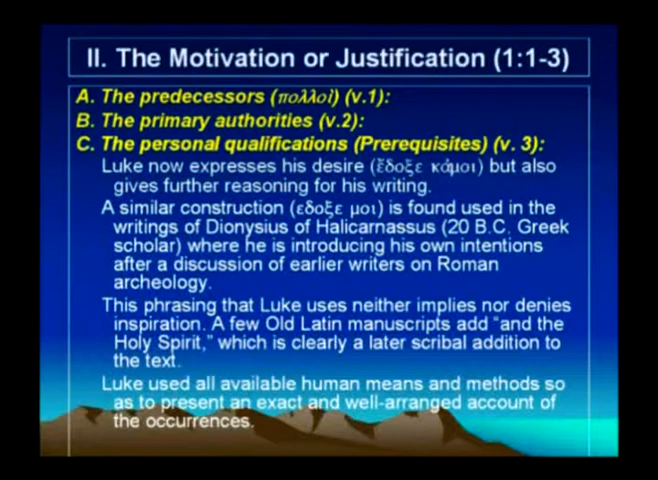 II. The Motivation or Justification (1:1-3)
A. The predecessors (πολλοὶ) (v.1):
B. The primary authorities (v.2):
C. The personal qualifications (Prerequisites) (v. 3):
Luke now expresses his desire (ἔδοξε κἀμοι) but also
gives further reasoning for his writing.
A similar construction (εδοξε μοι) is found used in the
writings of Dionysius of Halicarnassus (20 B.C. Greek
scholar) where he is introducing his own intentions
after a discussion of earlier writers on Roman
archeology.
This phrasing that Luke uses neither implies nor denies
inspiration. A few Old Latin manuscripts add “and the
Holy Spirit,” which is clearly a later scribal addition to
the text.
Luke used all available human means and methods so
as to present an exact and well-arranged account of
the occurrences.